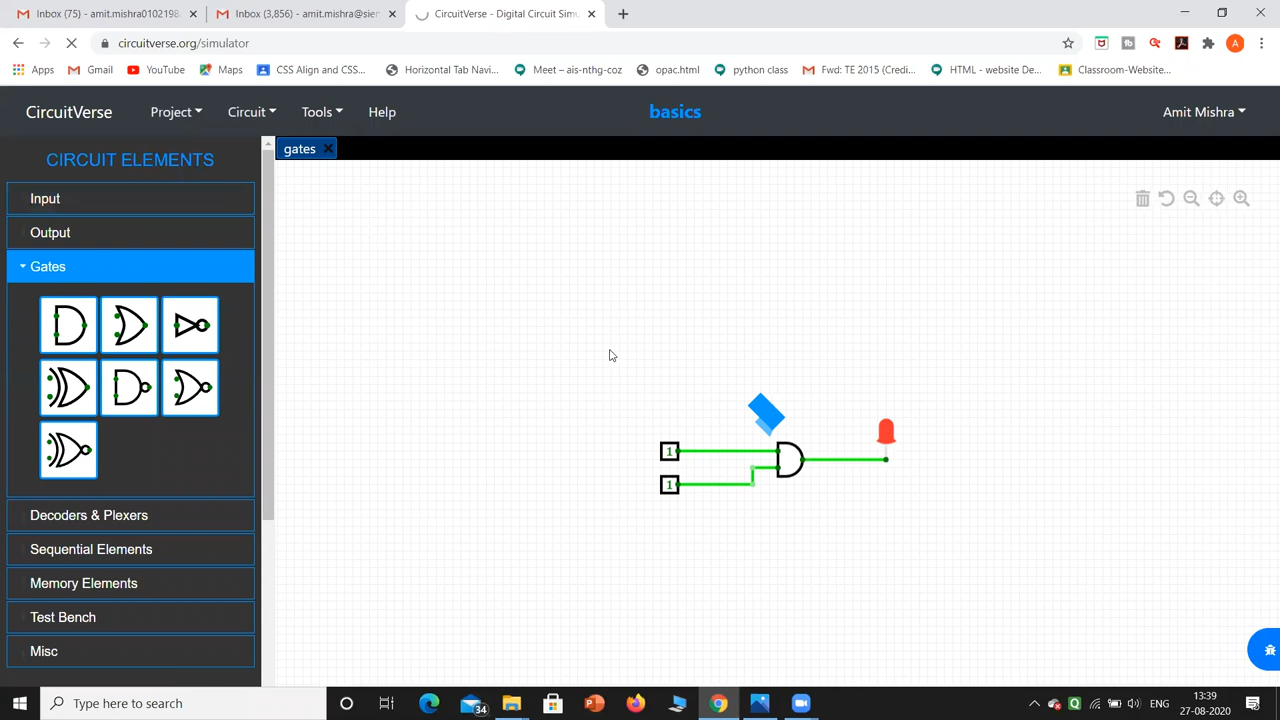 Inbox (75) - amit.mishra0102198
Inbox (3,856) - amit.mishra@sie
CircuitVerse - Digital Circuit Simu
circuitverse.org/simulator
A
Apps
Gmail
YouTube
Maps
CSS Align and CSS...
Horizontal Tab Navi...
Meet – ais-nthg-coz
opac.html
python class
Fwd: TE 2015 (Credi...
HTML - website De...
Classroom-Website...
CircuitVerse
Project
Circuit
Tools
Help
basics
Amit Mishra
CIRCUIT ELEMENTS
gates
Input
Output
Gates
Decoders & Plexers
Sequential Elements
Memory Elements
Test Bench
Misc
1
1
Type here to search
34
ENG
13:39
27-08-2020